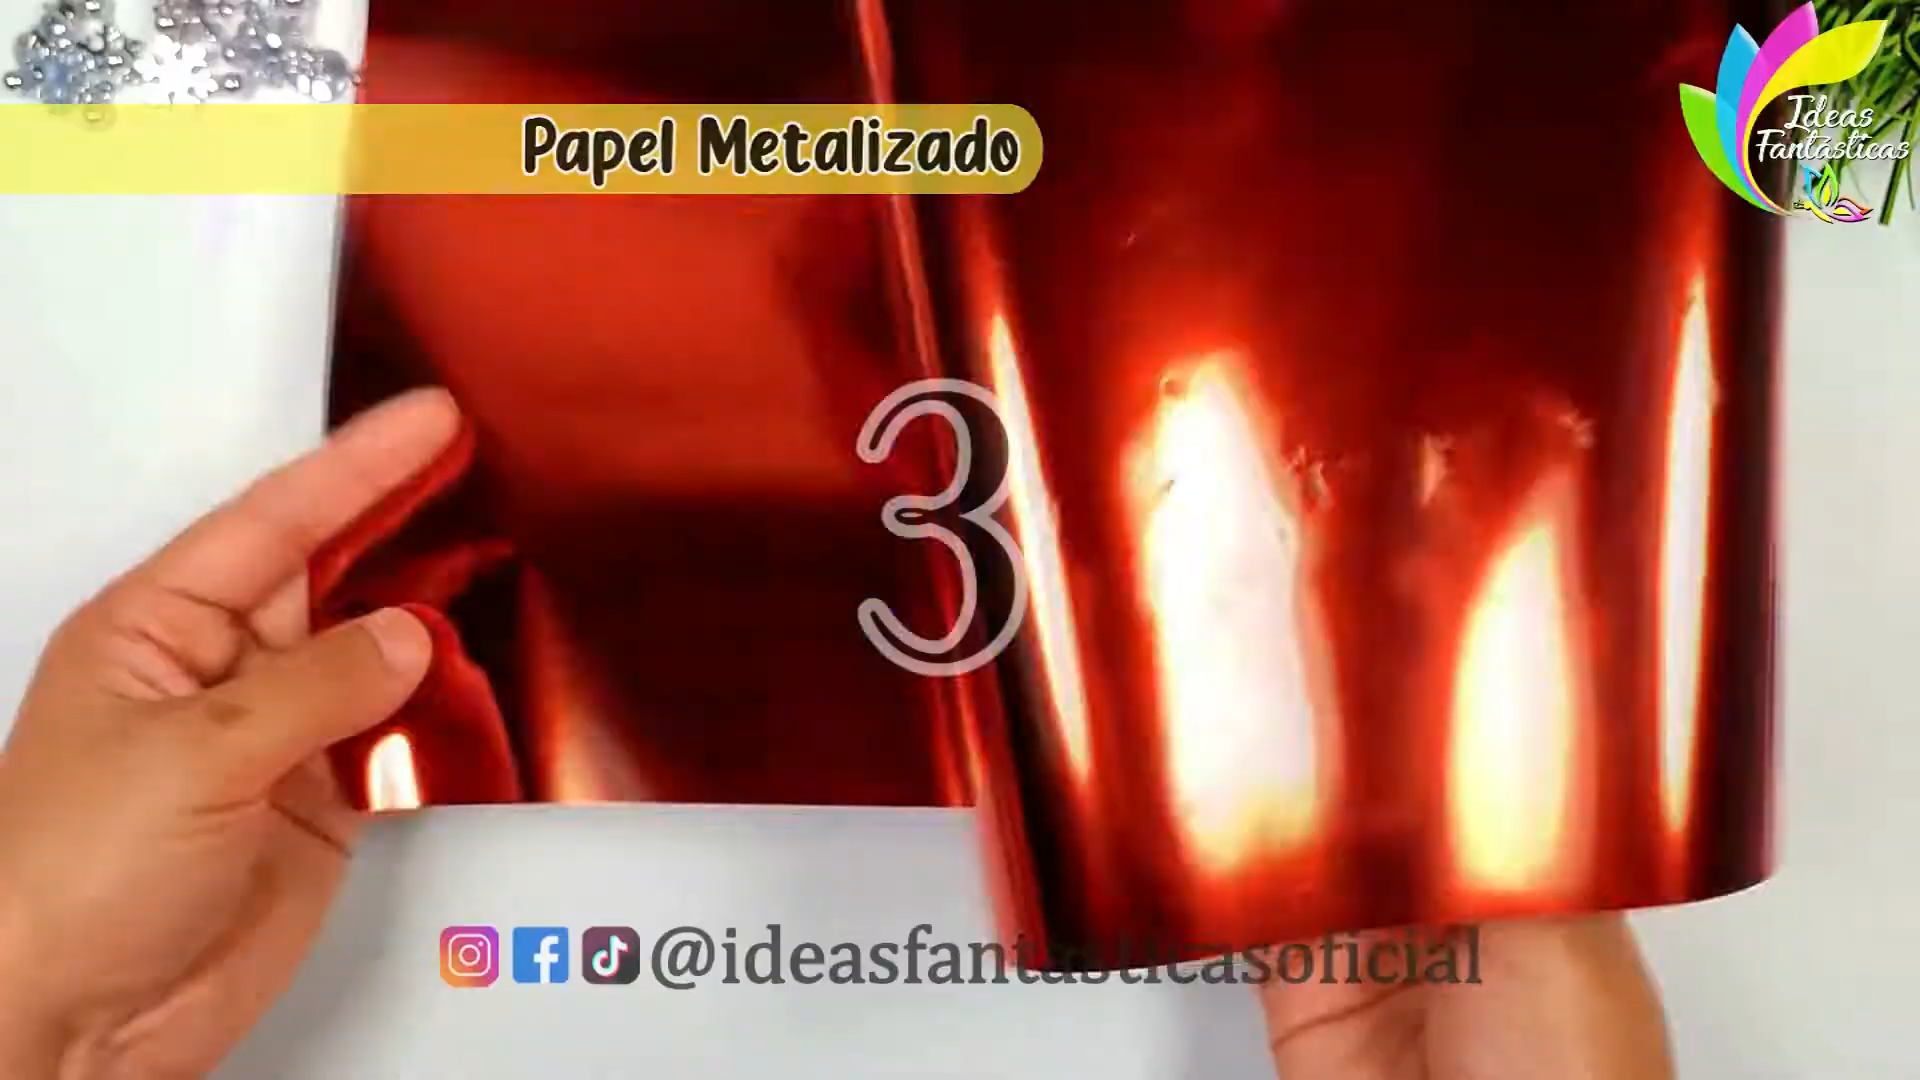 Papel Metalizado
Ideas
Fantásticas
3
@ideasfantasticasoficial